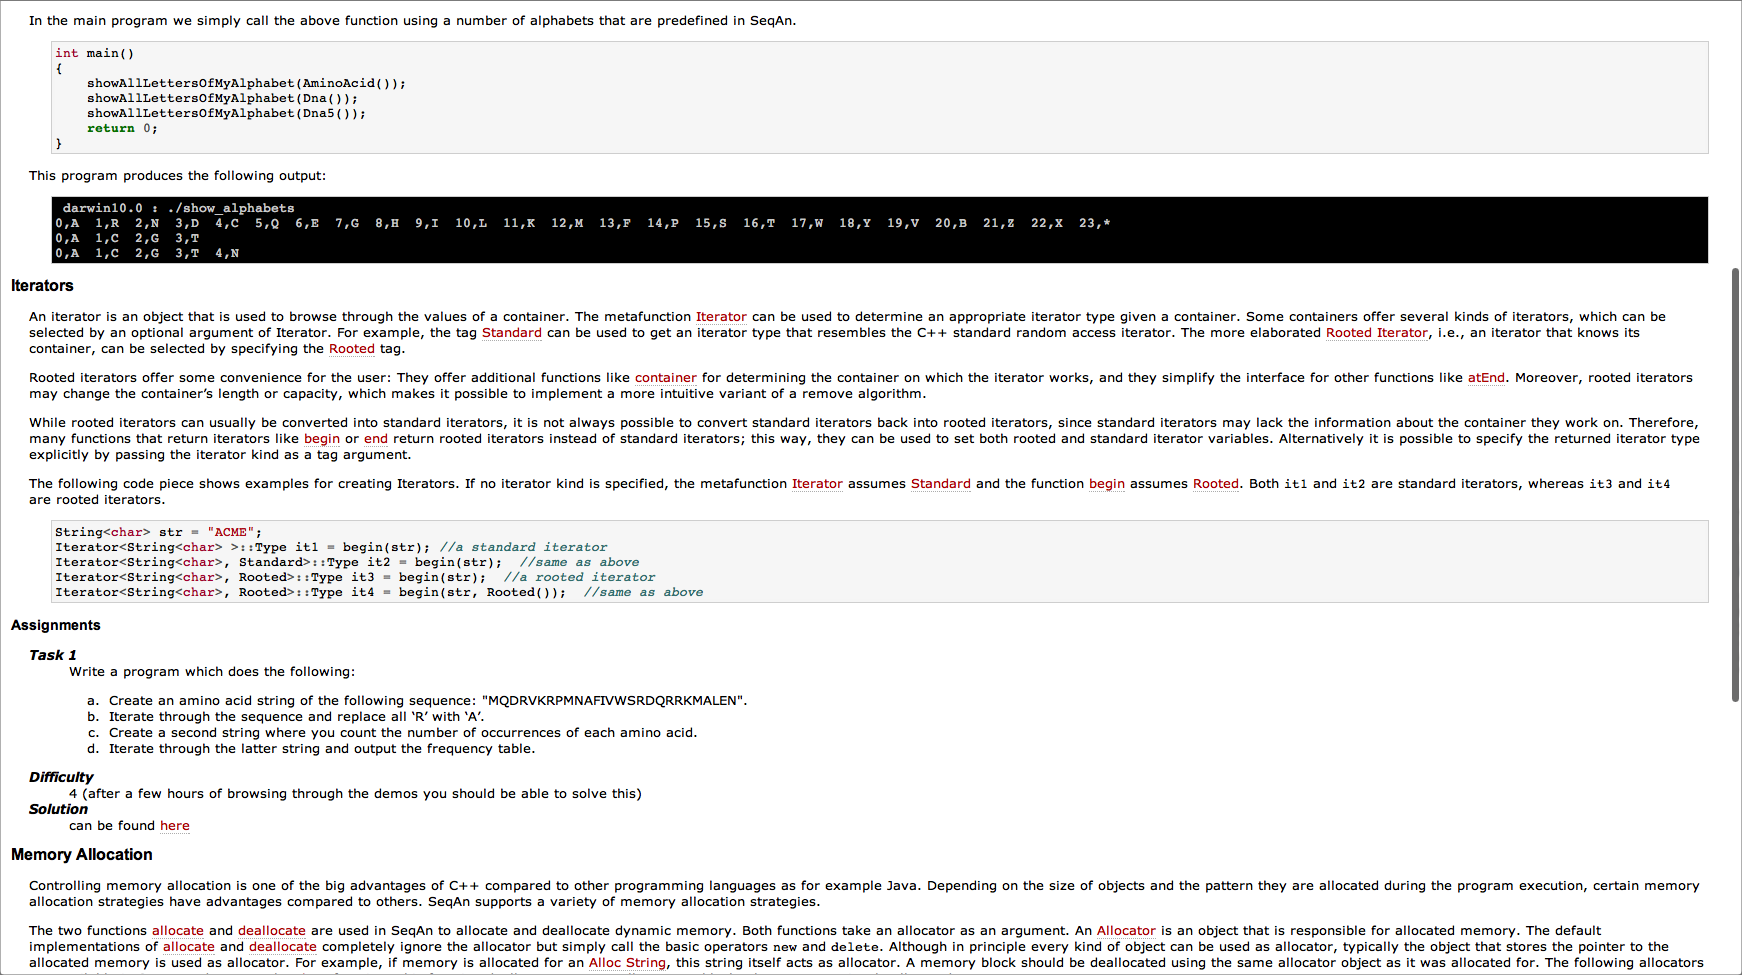 In the main program we simply call the above function using a number of alphabets that are predefined in SeqAn.
int main()
{
    showAllLettersOfMyAlphabet(AminoAcid());
    showAllLettersOfMyAlphabet(Dna());
    showAllLettersOfMyAlphabet(Dna5());
    return 0;
}
This program produces the following output:
darwin10.0 : ./show_alphabets
0,A  1,R  2,N  3,D  4,C  5,Q  6,E  7,G  8,H  9,I  10,L  11,K  12,M  13,F  14,P  15,S  16,T  17,W  18,Y  19,V  20,B  21,Z  22,X  23,*
0,A  1,C  2,G  3,T
0,A  1,C  2,G  3,T  4,N
Iterators
An iterator is an object that is used to browse through the values of a container. The metafunction Iterator can be used to determine an appropriate iterator type given a container. Some containers offer several kinds of iterators, which can be
selected by an optional argument of Iterator. For example, the tag Standard can be used to get an iterator type that resembles the C++ standard random access iterator. The more elaborated Rooted Iterator, i.e., an iterator that knows its
container, can be selected by specifying the Rooted tag.
Rooted iterators offer some convenience for the user: They offer additional functions like container for determining the container on which the iterator works, and they simplify the interface for other functions like atEnd. Moreover, rooted iterators
may change the container’s length or capacity, which makes it possible to implement a more intuitive variant of a remove algorithm.
While rooted iterators can usually be converted into standard iterators, it is not always possible to convert standard iterators back into rooted iterators, since standard iterators may lack the information about the container they work on. Therefore,
many functions that return iterators like begin or end return rooted iterators instead of standard iterators; this way, they can be used to set both rooted and standard iterator variables. Alternatively it is possible to specify the returned iterator type
explicitly by passing the iterator kind as a tag argument.
The following code piece shows examples for creating Iterators. If no iterator kind is specified, the metafunction Iterator assumes Standard and the function begin assumes Rooted. Both it1 and it2 are standard iterators, whereas it3 and it4
are rooted iterators.
String<char> str = "ACME";
Iterator<String<char> >::Type it1 = begin(str); //a standard iterator
Iterator<String<char>, Standard>::Type it2 = begin(str);  //same as above
Iterator<String<char>, Rooted>::Type it3 = begin(str);  //a rooted iterator
Iterator<String<char>, Rooted>::Type it4 = begin(str, Rooted());  //same as above
Assignments
Task 1
Write a program which does the following:
a. Create an amino acid string of the following sequence: "MQDRVKRPMNAFIVWSRDQRRKMALEN".
b. Iterate through the sequence and replace all ‘R’ with ‘A’.
c. Create a second string where you count the number of occurrences of each amino acid.
d. Iterate through the latter string and output the frequency table.
Difficulty
4 (after a few hours of browsing through the demos you should be able to solve this)
Solution
can be found here
Memory Allocation
Controlling memory allocation is one of the big advantages of C++ compared to other programming languages as for example Java. Depending on the size of objects and the pattern they are allocated during the program execution, certain memory
allocation strategies have advantages compared to others. SeqAn supports a variety of memory allocation strategies.
The two functions allocate and deallocate are used in SeqAn to allocate and deallocate dynamic memory. Both functions take an allocator as an argument. An Allocator is an object that is responsible for allocated memory. The default
implementations of allocate and deallocate completely ignore the allocator but simply call the basic operators new and delete. Although in principle every kind of object can be used as allocator, typically the object that stores the pointer to the
allocated memory is used as allocator. For example, if memory is allocated for an Alloc String, this string itself acts as allocator. A memory block should be deallocated using the same allocator object as it was allocated for. The following allocators